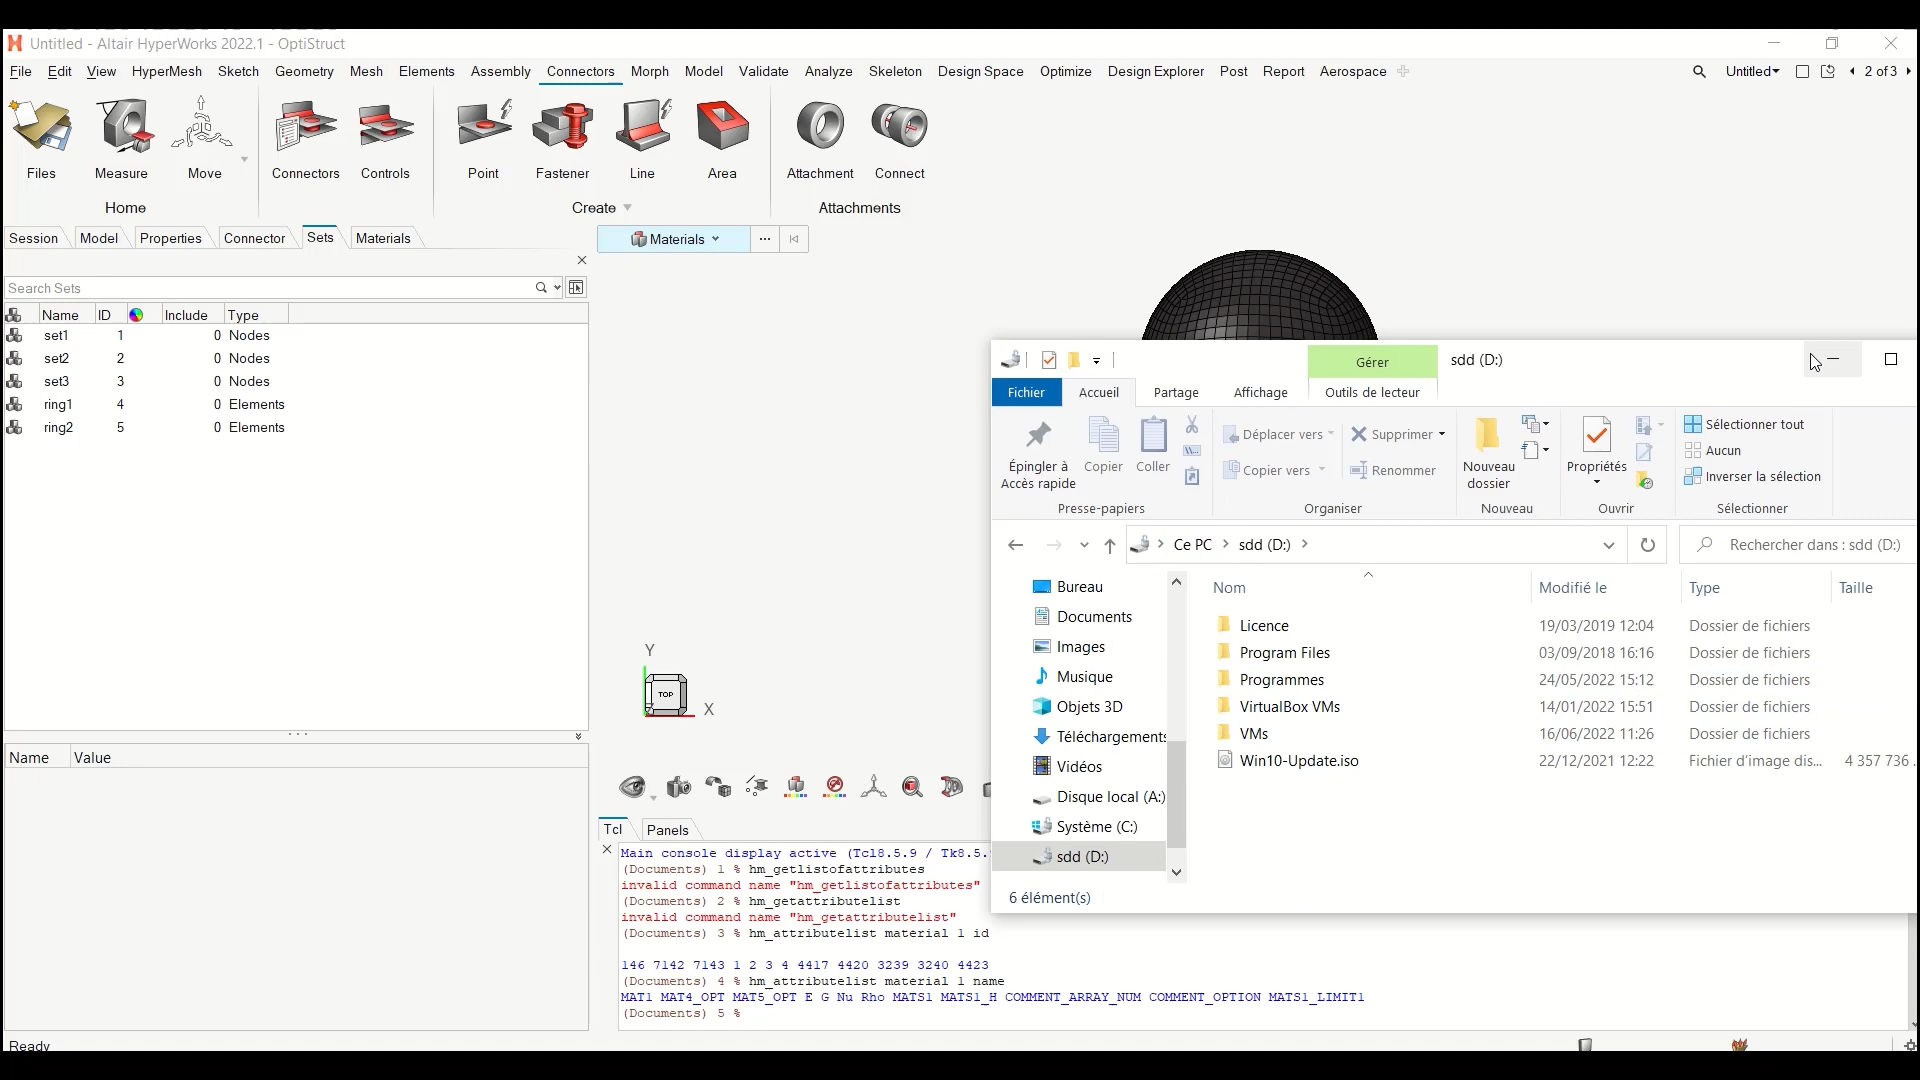 Untitled - Altair HyperWorks 2022.1 - OptiStruct
File Edit View HyperMesh Sketch Geometry Mesh Elements Assembly Connectors Morph Model Validate Analyze Skeleton Design Space Optimize Design Explorer Post Report Aerospace Untitled 2 of 3
Files Measure Move Connectors Controls Point Fastener Line Area Attachment Connect
Home Create Attachments
Session Model Properties Connector Sets Materials
Materials ...
Search Sets
Name ID Include Type
set1 1 0 Nodes
set2 2 0 Nodes
set3 3 0 Nodes
ring1 4 0 Elements
ring2 5 0 Elements
Name Value
Y
TOP
X
Gérer sdd (D:)
Fichier Accueil Partage Affichage Outils de lecteur
Épingler à Accès rapide
Copier
Coller
Presse-papiers
Déplacer vers
Copier vers
Supprimer
Renommer
Organiser
Nouveau dossier
Nouveau
Propriétés
Ouvrir
Sélectionner tout
Aucun
Inverser la sélection
Sélectionner
Ce PC sdd (D:)
Rechercher dans : sdd (D:)
Bureau
Documents
Images
Musique
Objets 3D
Téléchargements
Vidéos
Disque local (A:)
Système (C:)
sdd (D:)
Nom Modifié le Type Taille
Licence 19/03/2019 12:04 Dossier de fichiers
Program Files 03/09/2018 16:16 Dossier de fichiers
Programmes 24/05/2022 15:12 Dossier de fichiers
VirtualBox VMs 14/01/2022 15:51 Dossier de fichiers
VMs 16/06/2022 11:26 Dossier de fichiers
Win10-Update.iso 22/12/2021 12:22 Fichier d'image dis... 4 357 736
6 élément(s)
Tcl Panels
Main console display active (Tcl8.5.9 / Tk8.5.
(Documents) 1 % hm_getlistofattributes
invalid command name "hm_getlistofattributes"
(Documents) 2 % hm_getattributelist
invalid command name "hm_getattributelist"
(Documents) 3 % hm_attributelist material 1 id
146 7142 7143 1 2 3 4 4417 4420 3239 3240 4423
(Documents) 4 % hm_attributelist material 1 name
MAT1 MAT4_OPT MAT5_OPT E G Nu Rho MATS1 MATS1_H COMMENT_ARRAY_NUM COMMENT_OPTION MATS1_LIMIT1
(Documents) 5 %
Ready